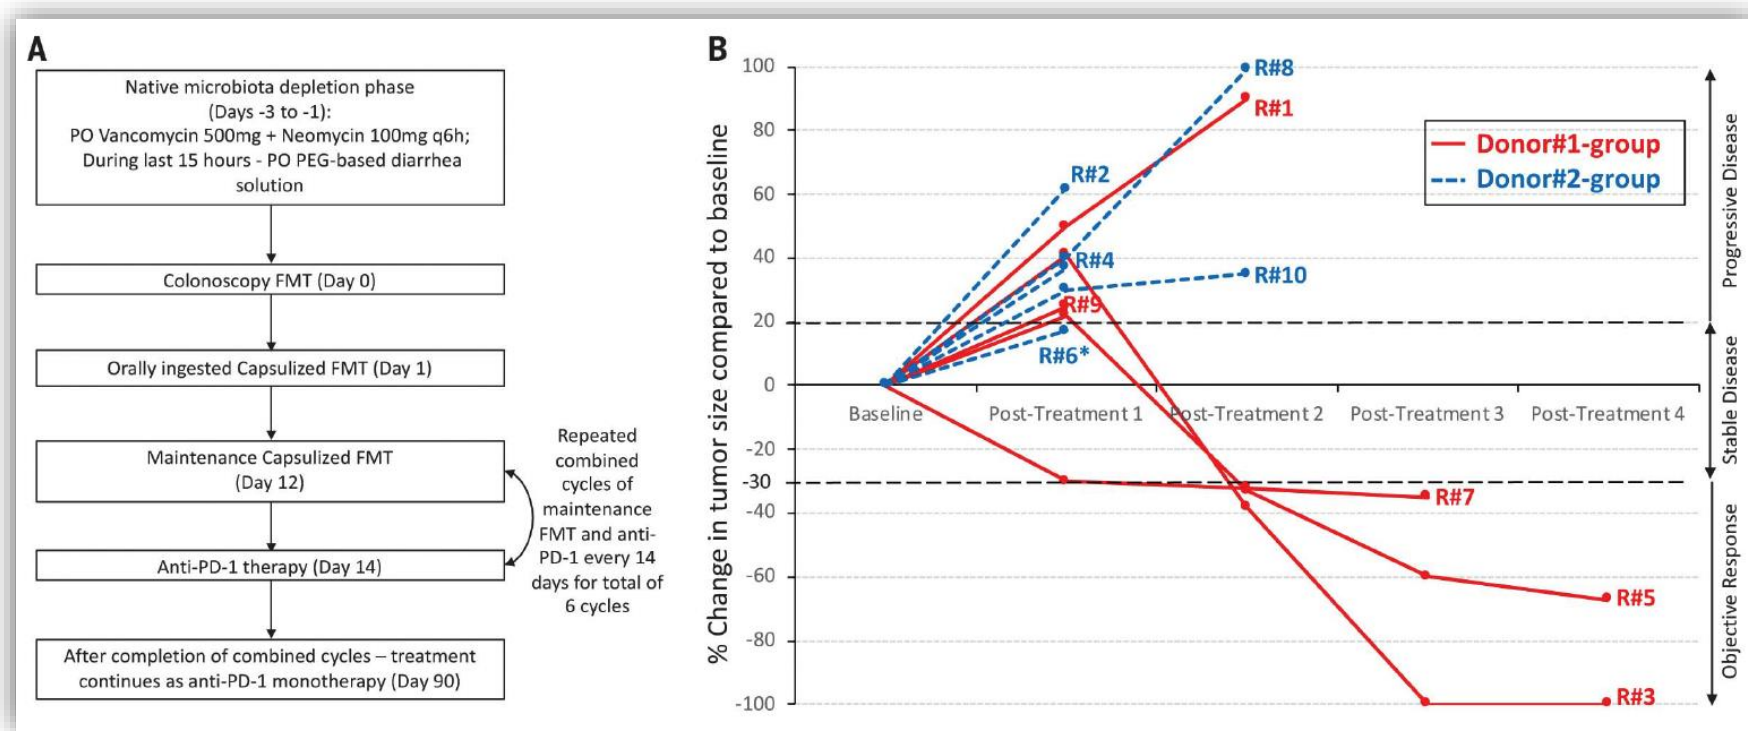 A
Native microbiota depletion phase
(Days -3 to -1):
PO Vancomycin 500mg + Neomycin 100mg q6h;
During last 15 hours - PO PEG-based diarrhea
solution
Colonoscopy FMT (Day 0)
Orally ingested Capsulized FMT (Day 1)
Maintenance Capsulized FMT
(Day 12)
Anti-PD-1 therapy (Day 14)
After completion of combined cycles – treatment
continues as anti-PD-1 monotherapy (Day 90)
Repeated
combined
cycles of
maintenance
FMT and anti-
PD-1 every 14
days for total of
6 cycles
B
% Change in tumor size compared to baseline
100
80
60
40
20
0
-20
-30
-40
-60
-80
-100
Baseline
Post-Treatment 1
Post-Treatment 2
Post-Treatment 3
Post-Treatment 4
R#8
R#1
R#2
R#4
R#10
R#9
R#6*
R#7
R#5
R#3
Donor#1-group
Donor#2-group
Progressive Disease
Stable Disease
Objective Response